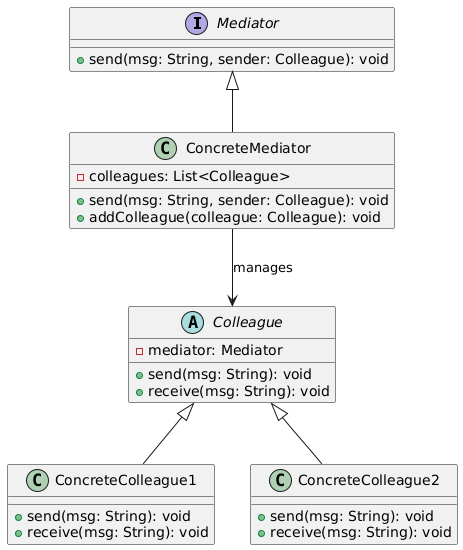 I Mediator
send(msg: String, sender: Colleague): void
C ConcreteMediator
colleagues: List<Colleague>
send(msg: String, sender: Colleague): void
addColleague(colleague: Colleague): void
manages
A Colleague
mediator: Mediator
send(msg: String): void
receive(msg: String): void
C ConcreteColleague1
send(msg: String): void
receive(msg: String): void
C ConcreteColleague2
send(msg: String): void
receive(msg: String): void